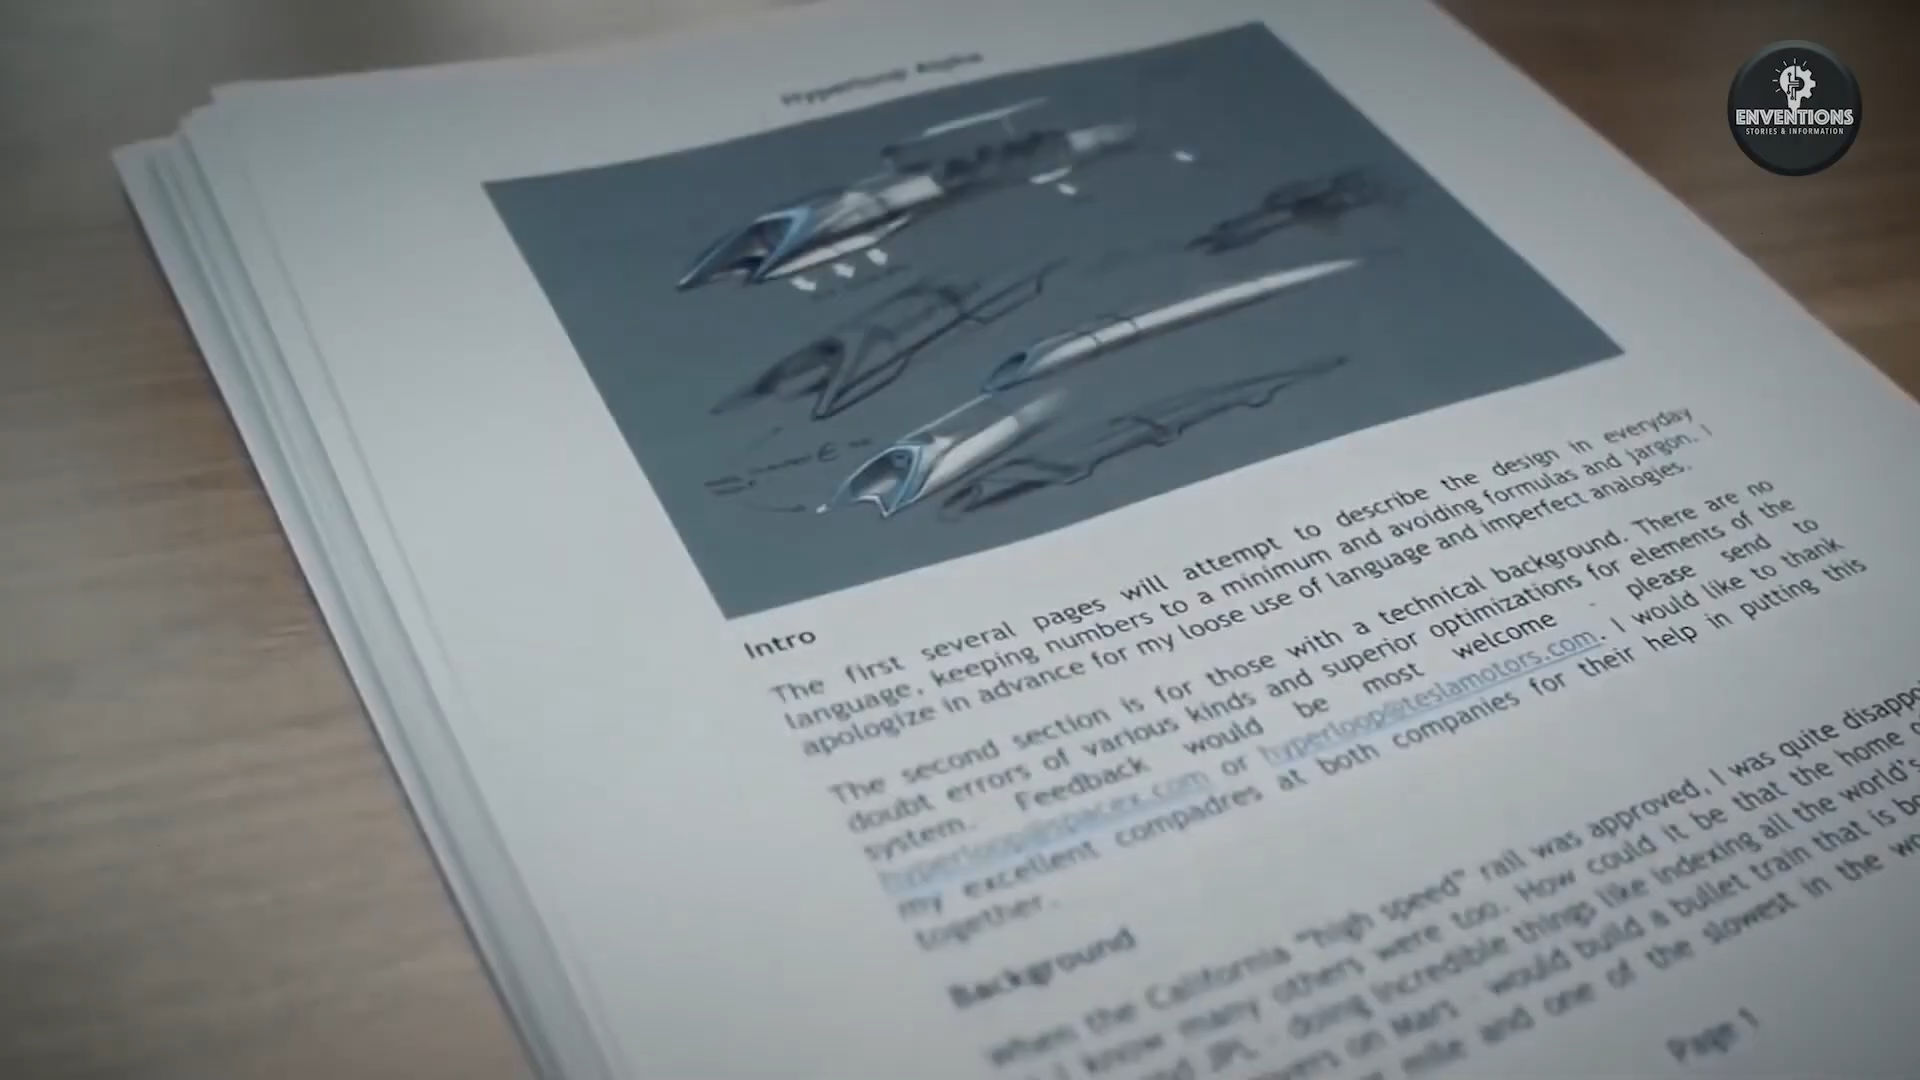 Hyperloop Alpha
ENVENTIONS
STORIES & INFORMATION
Intro
The first several pages will attempt to describe the design in everyday
language, keeping numbers to a minimum and avoiding formulas and jargon. I
apologize in advance for my loose use of language and imperfect analogies.
The second section is for those with a technical background. There are no
doubt errors of various kinds and superior optimizations for elements of the
system. Feedback would be most welcome - please send to
hyperloop@spacex.com or hyperloop@teslamotors.com. I would like to thank
my excellent compadres at both companies for their help in putting this
together.
Background
When the California "high speed" rail was approved, I was quite disappo
I know many others were too. How could it be that the home o
and JPL - doing incredible things like indexing all the world's
overs on Mars - would build a bullet train that is bo
mile and one of the slowest in the wo
Page 1